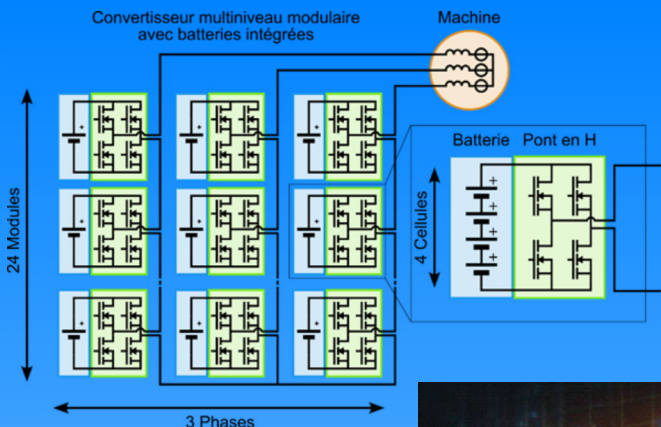 Convertisseur multiniveau modulaire
avec batteries intégrées
Machine
24 Modules
Batterie Pont en H
4 Cellules
3 Phases